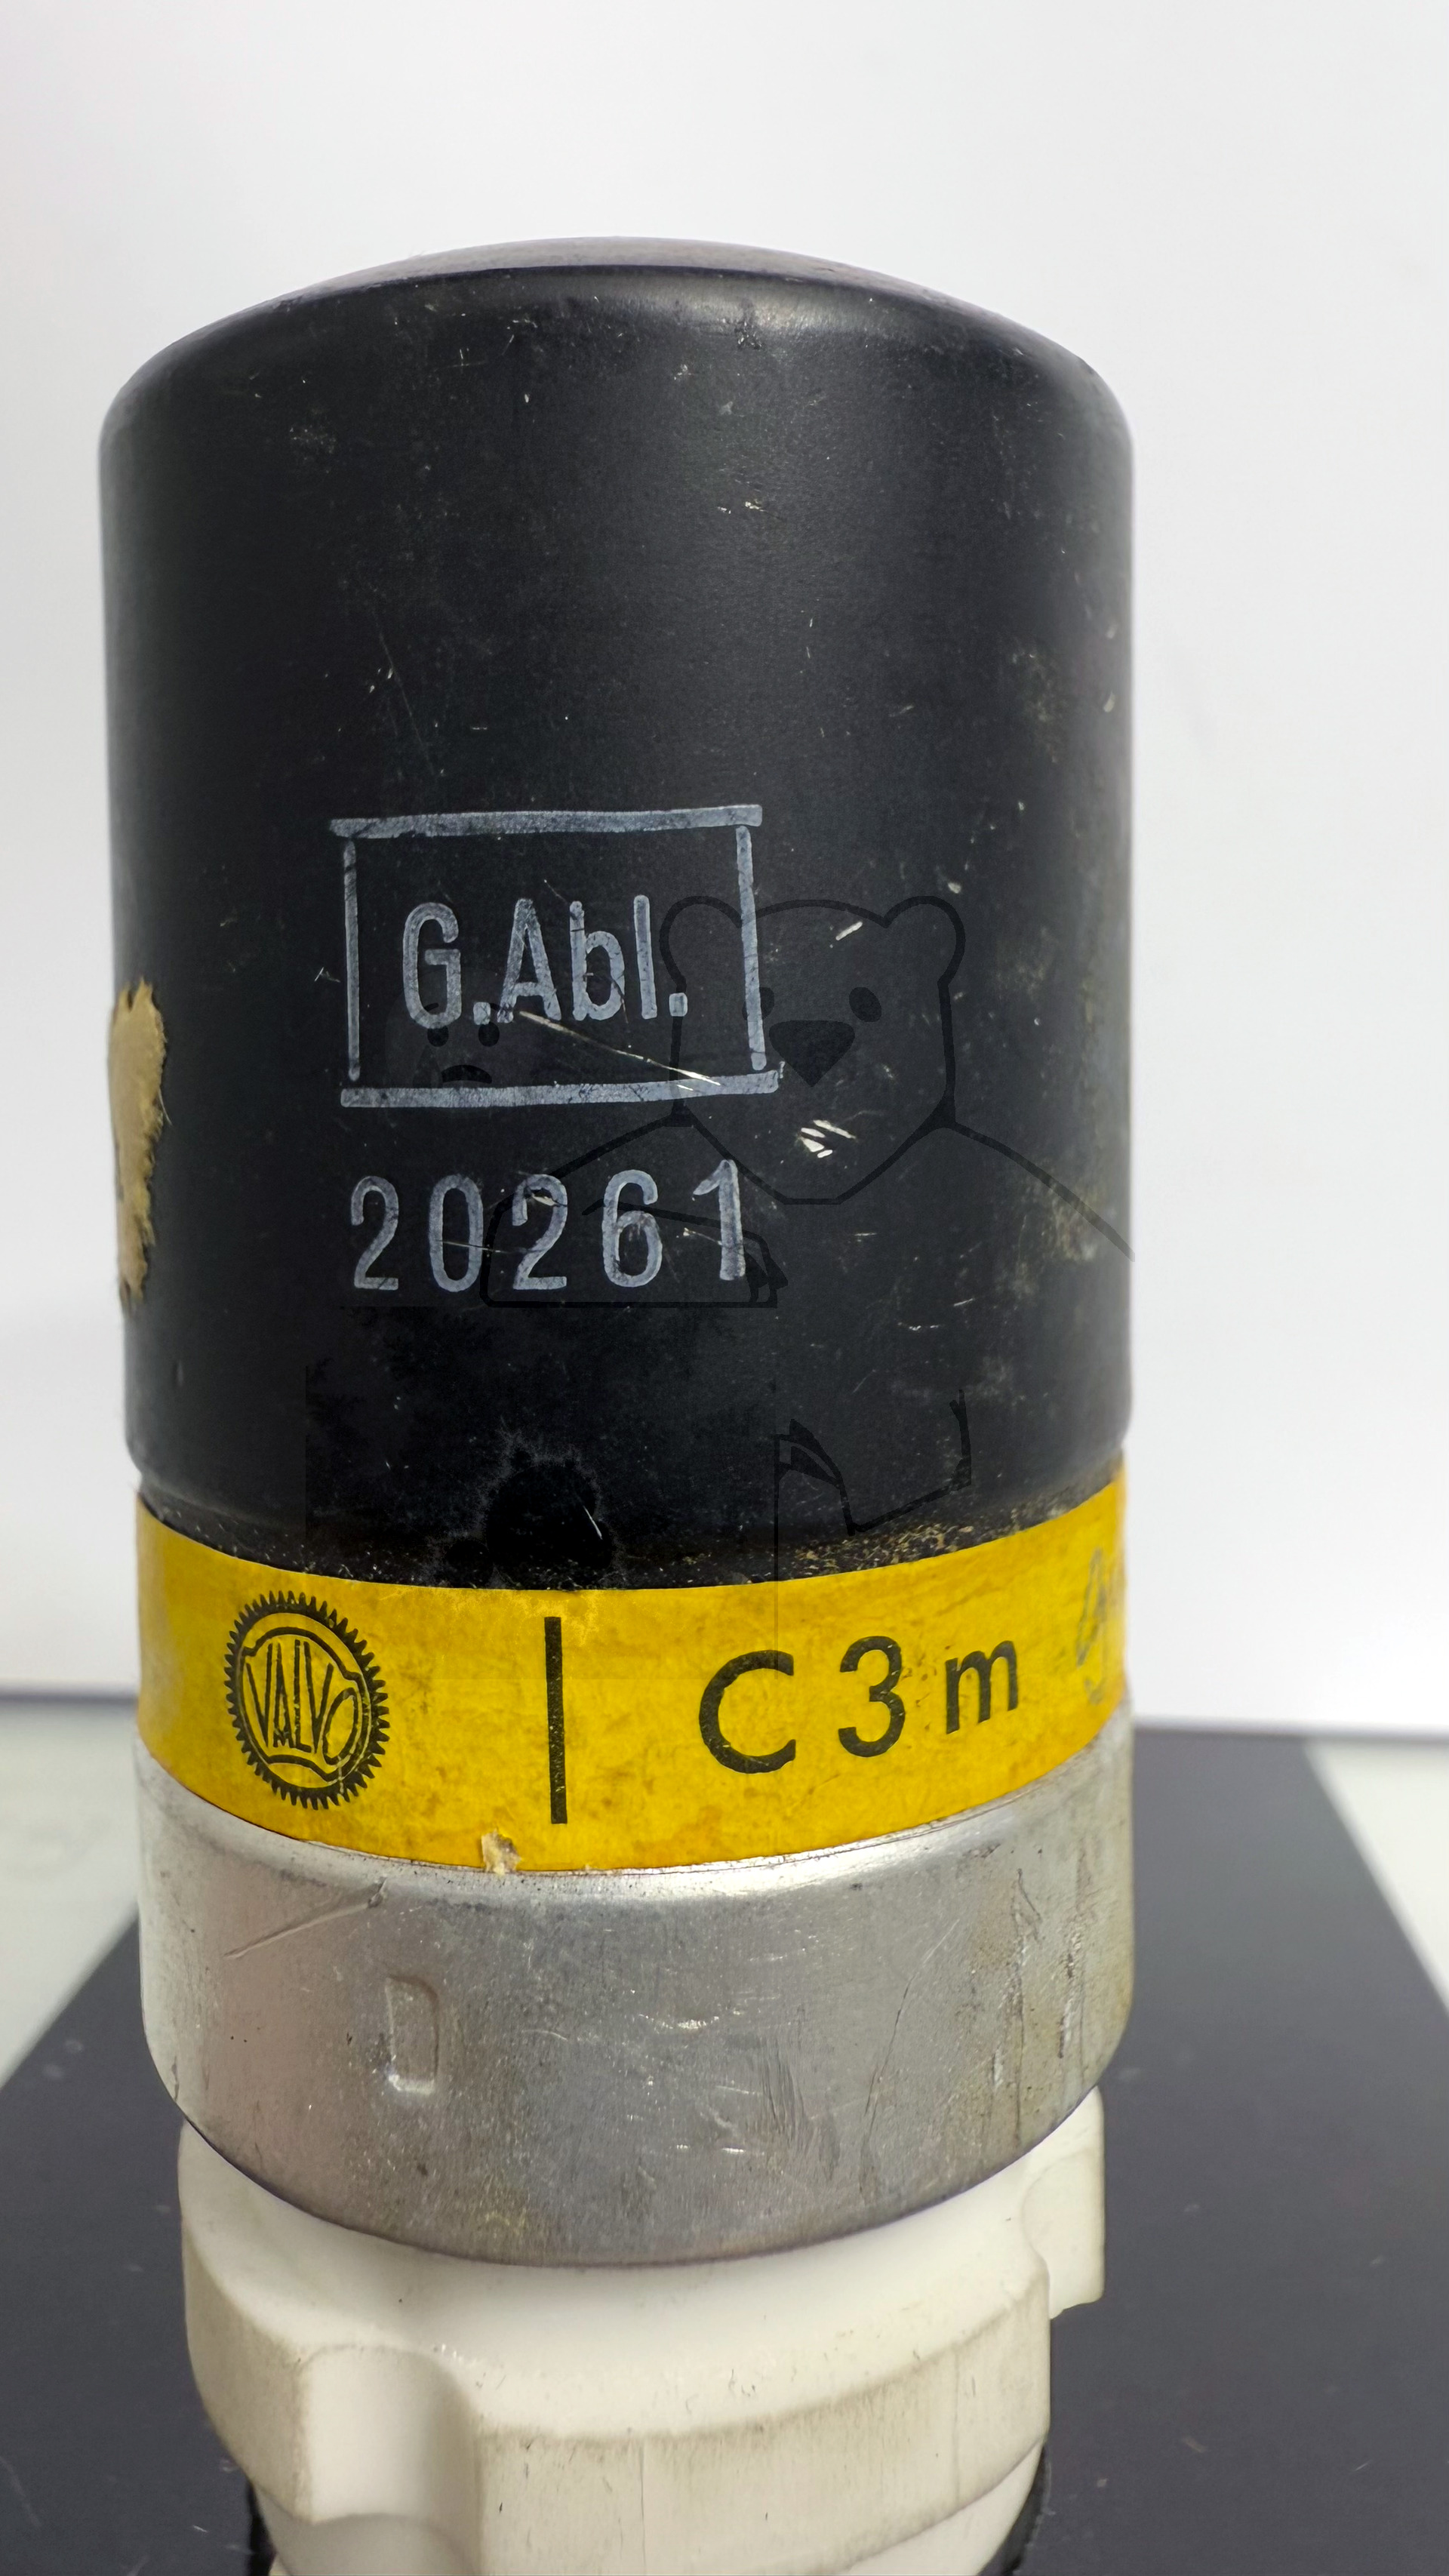 G.Abl.
20261
VALVO | C3m